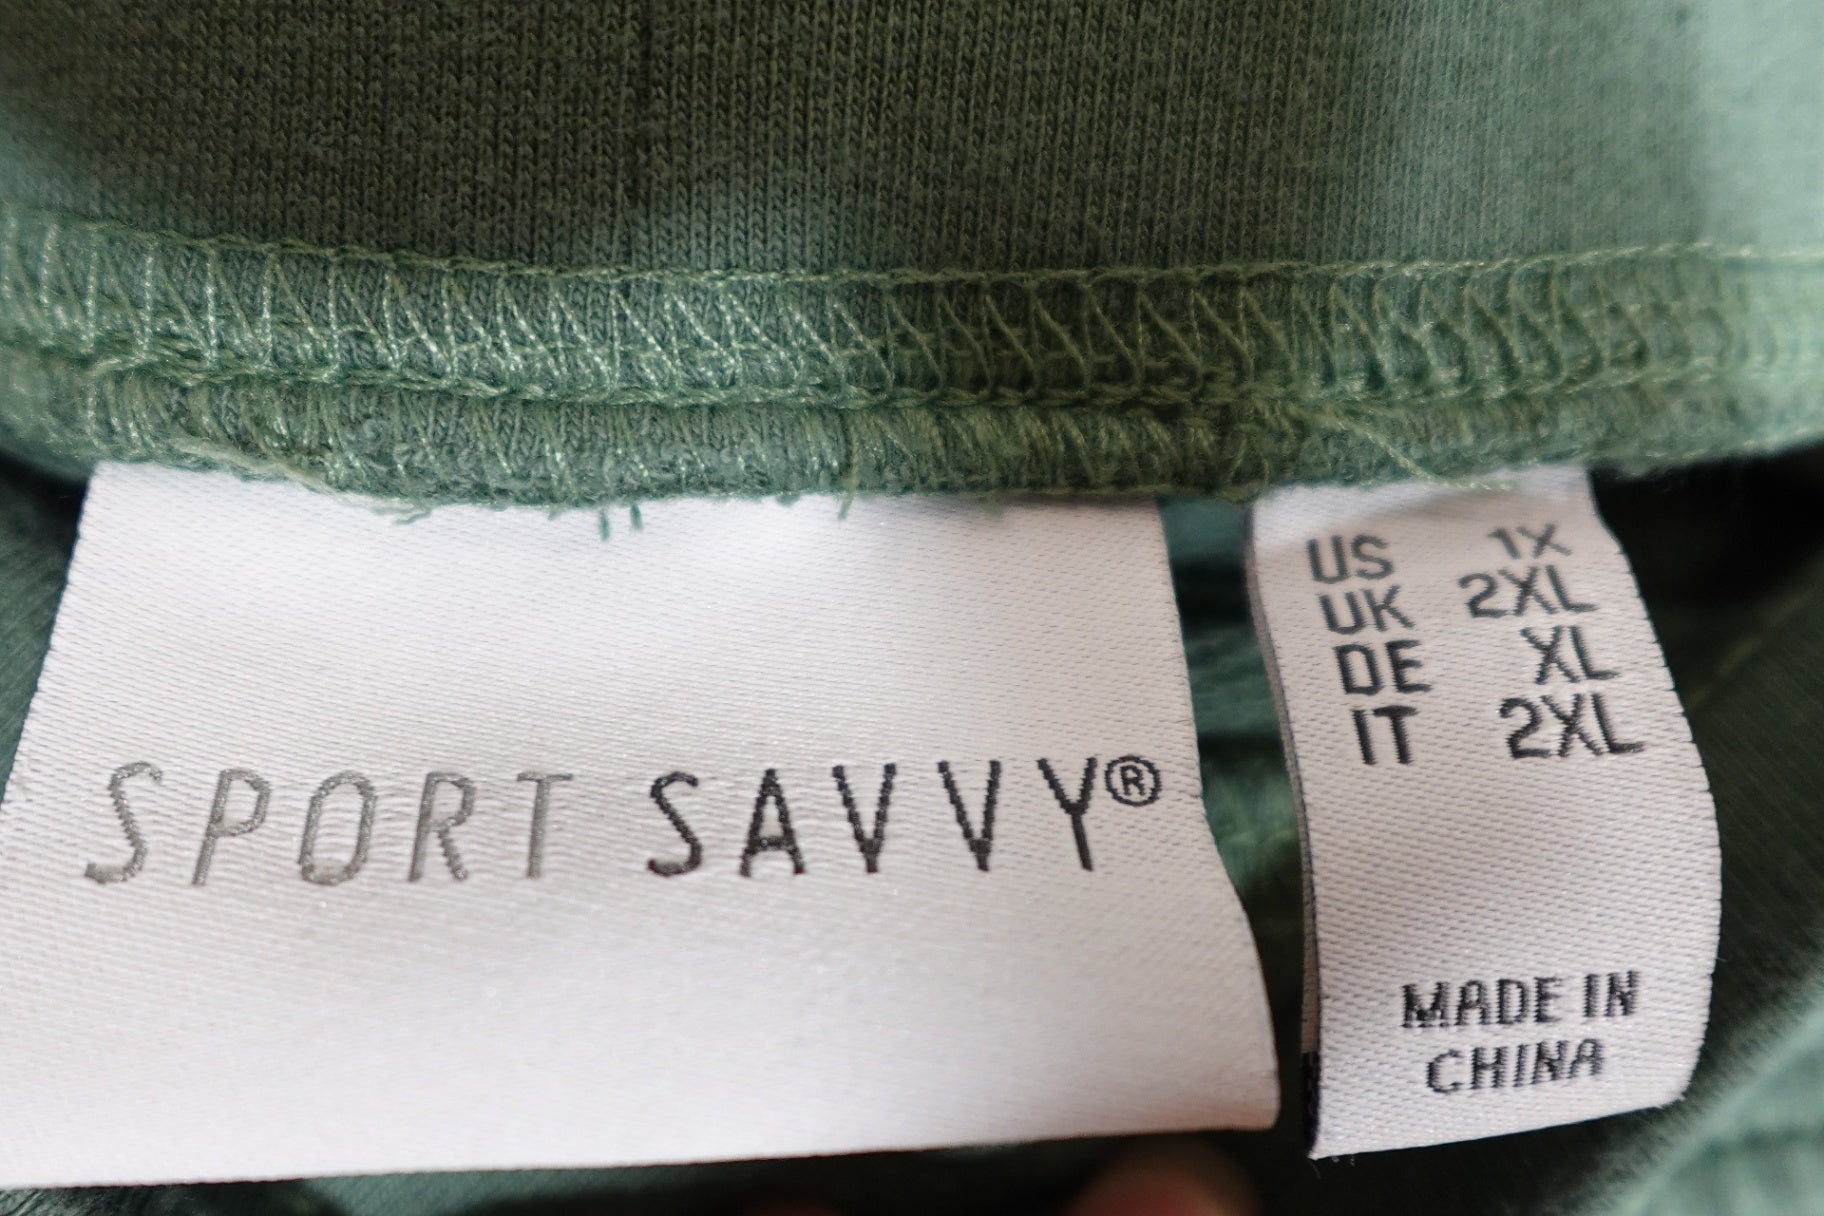 SPORT SAVVY®
US 1X
UK 2XL
DE XL
IT 2XL
MADE IN
CHINA